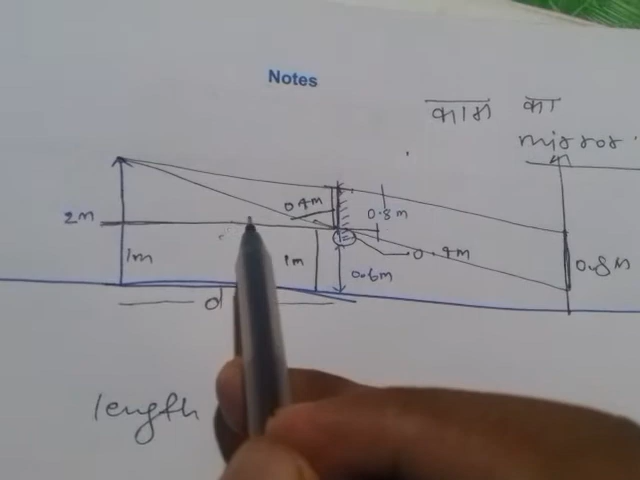 Notes
काम का
mirror.
0.4m
2m
0.8m
1m
1m
0.4m
0.6m
0.8m
d
length